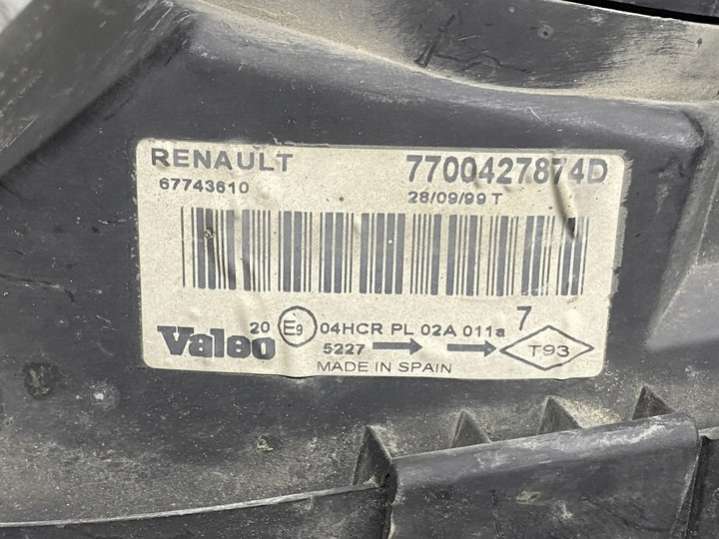 RENAULT 7700427874D
67743610 28/09/99 T
20 E9 04HCR PL 02A 011a 7
Valeo 5227 T93
MADE IN SPAIN